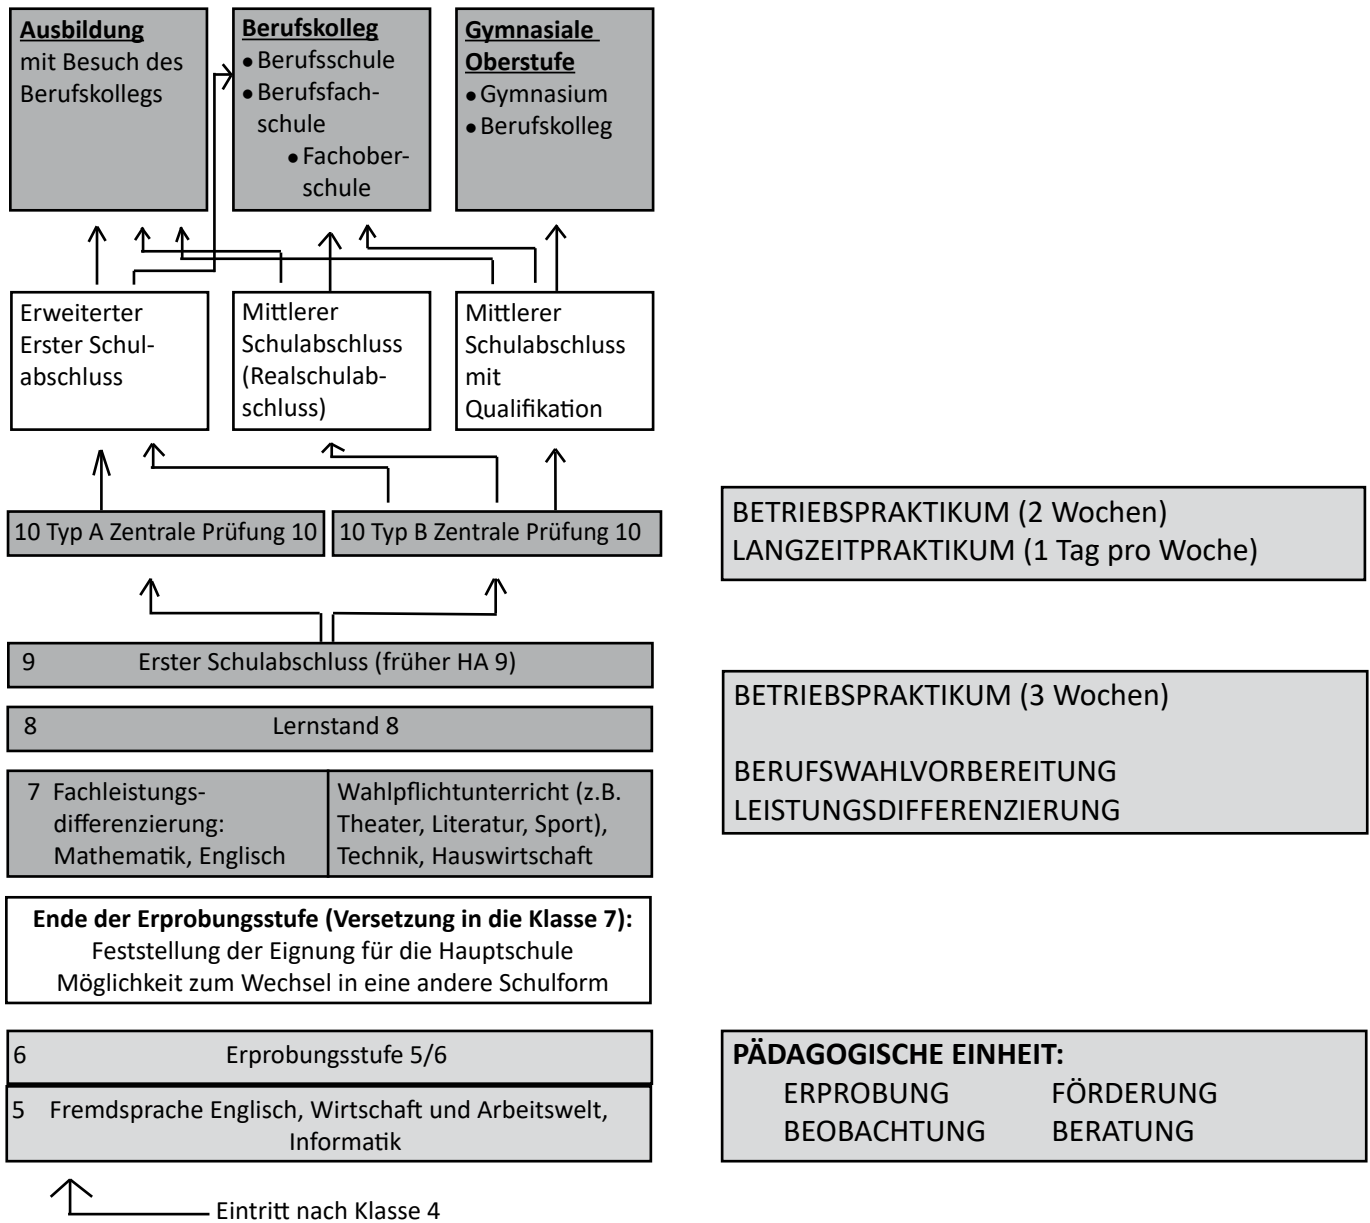 Ausbildung
mit Besuch des
Berufskollegs
Berufskolleg
• Berufsschule
• Berufsfach-
schule
• Fachober-
schule
Gymnasiale
Oberstufe
• Gymnasium
• Berufskolleg
Erweiterter
Erster Schul-
abschluss
Mittlerer
Schulabschluss
(Realschulab-
schluss)
Mittlerer
Schulabschluss
mit
Qualifikation
10 Typ A Zentrale Prüfung 10
10 Typ B Zentrale Prüfung 10
BETRIEBSPRAKTIKUM (2 Wochen)
LANGZEITPRAKTIKUM (1 Tag pro Woche)
9 Erster Schulabschluss (früher HA 9)
8 Lernstand 8
BETRIEBSPRAKTIKUM (3 Wochen)
BERUFSWAHLVORBEREITUNG
LEISTUNGSDIFFERENZIERUNG
7 Fachleistungs-
differenzierung:
Mathematik, Englisch
Wahlpflichtunterricht (z.B.
Theater, Literatur, Sport),
Technik, Hauswirtschaft
Ende der Erprobungsstufe (Versetzung in die Klasse 7):
Feststellung der Eignung für die Hauptschule
Möglichkeit zum Wechsel in eine andere Schulform
6 Erprobungsstufe 5/6
5 Fremdsprache Englisch, Wirtschaft und Arbeitswelt,
Informatik
PÄDAGOGISCHE EINHEIT:
ERPROBUNG FÖRDERUNG
BEOBACHTUNG BERATUNG
Eintritt nach Klasse 4